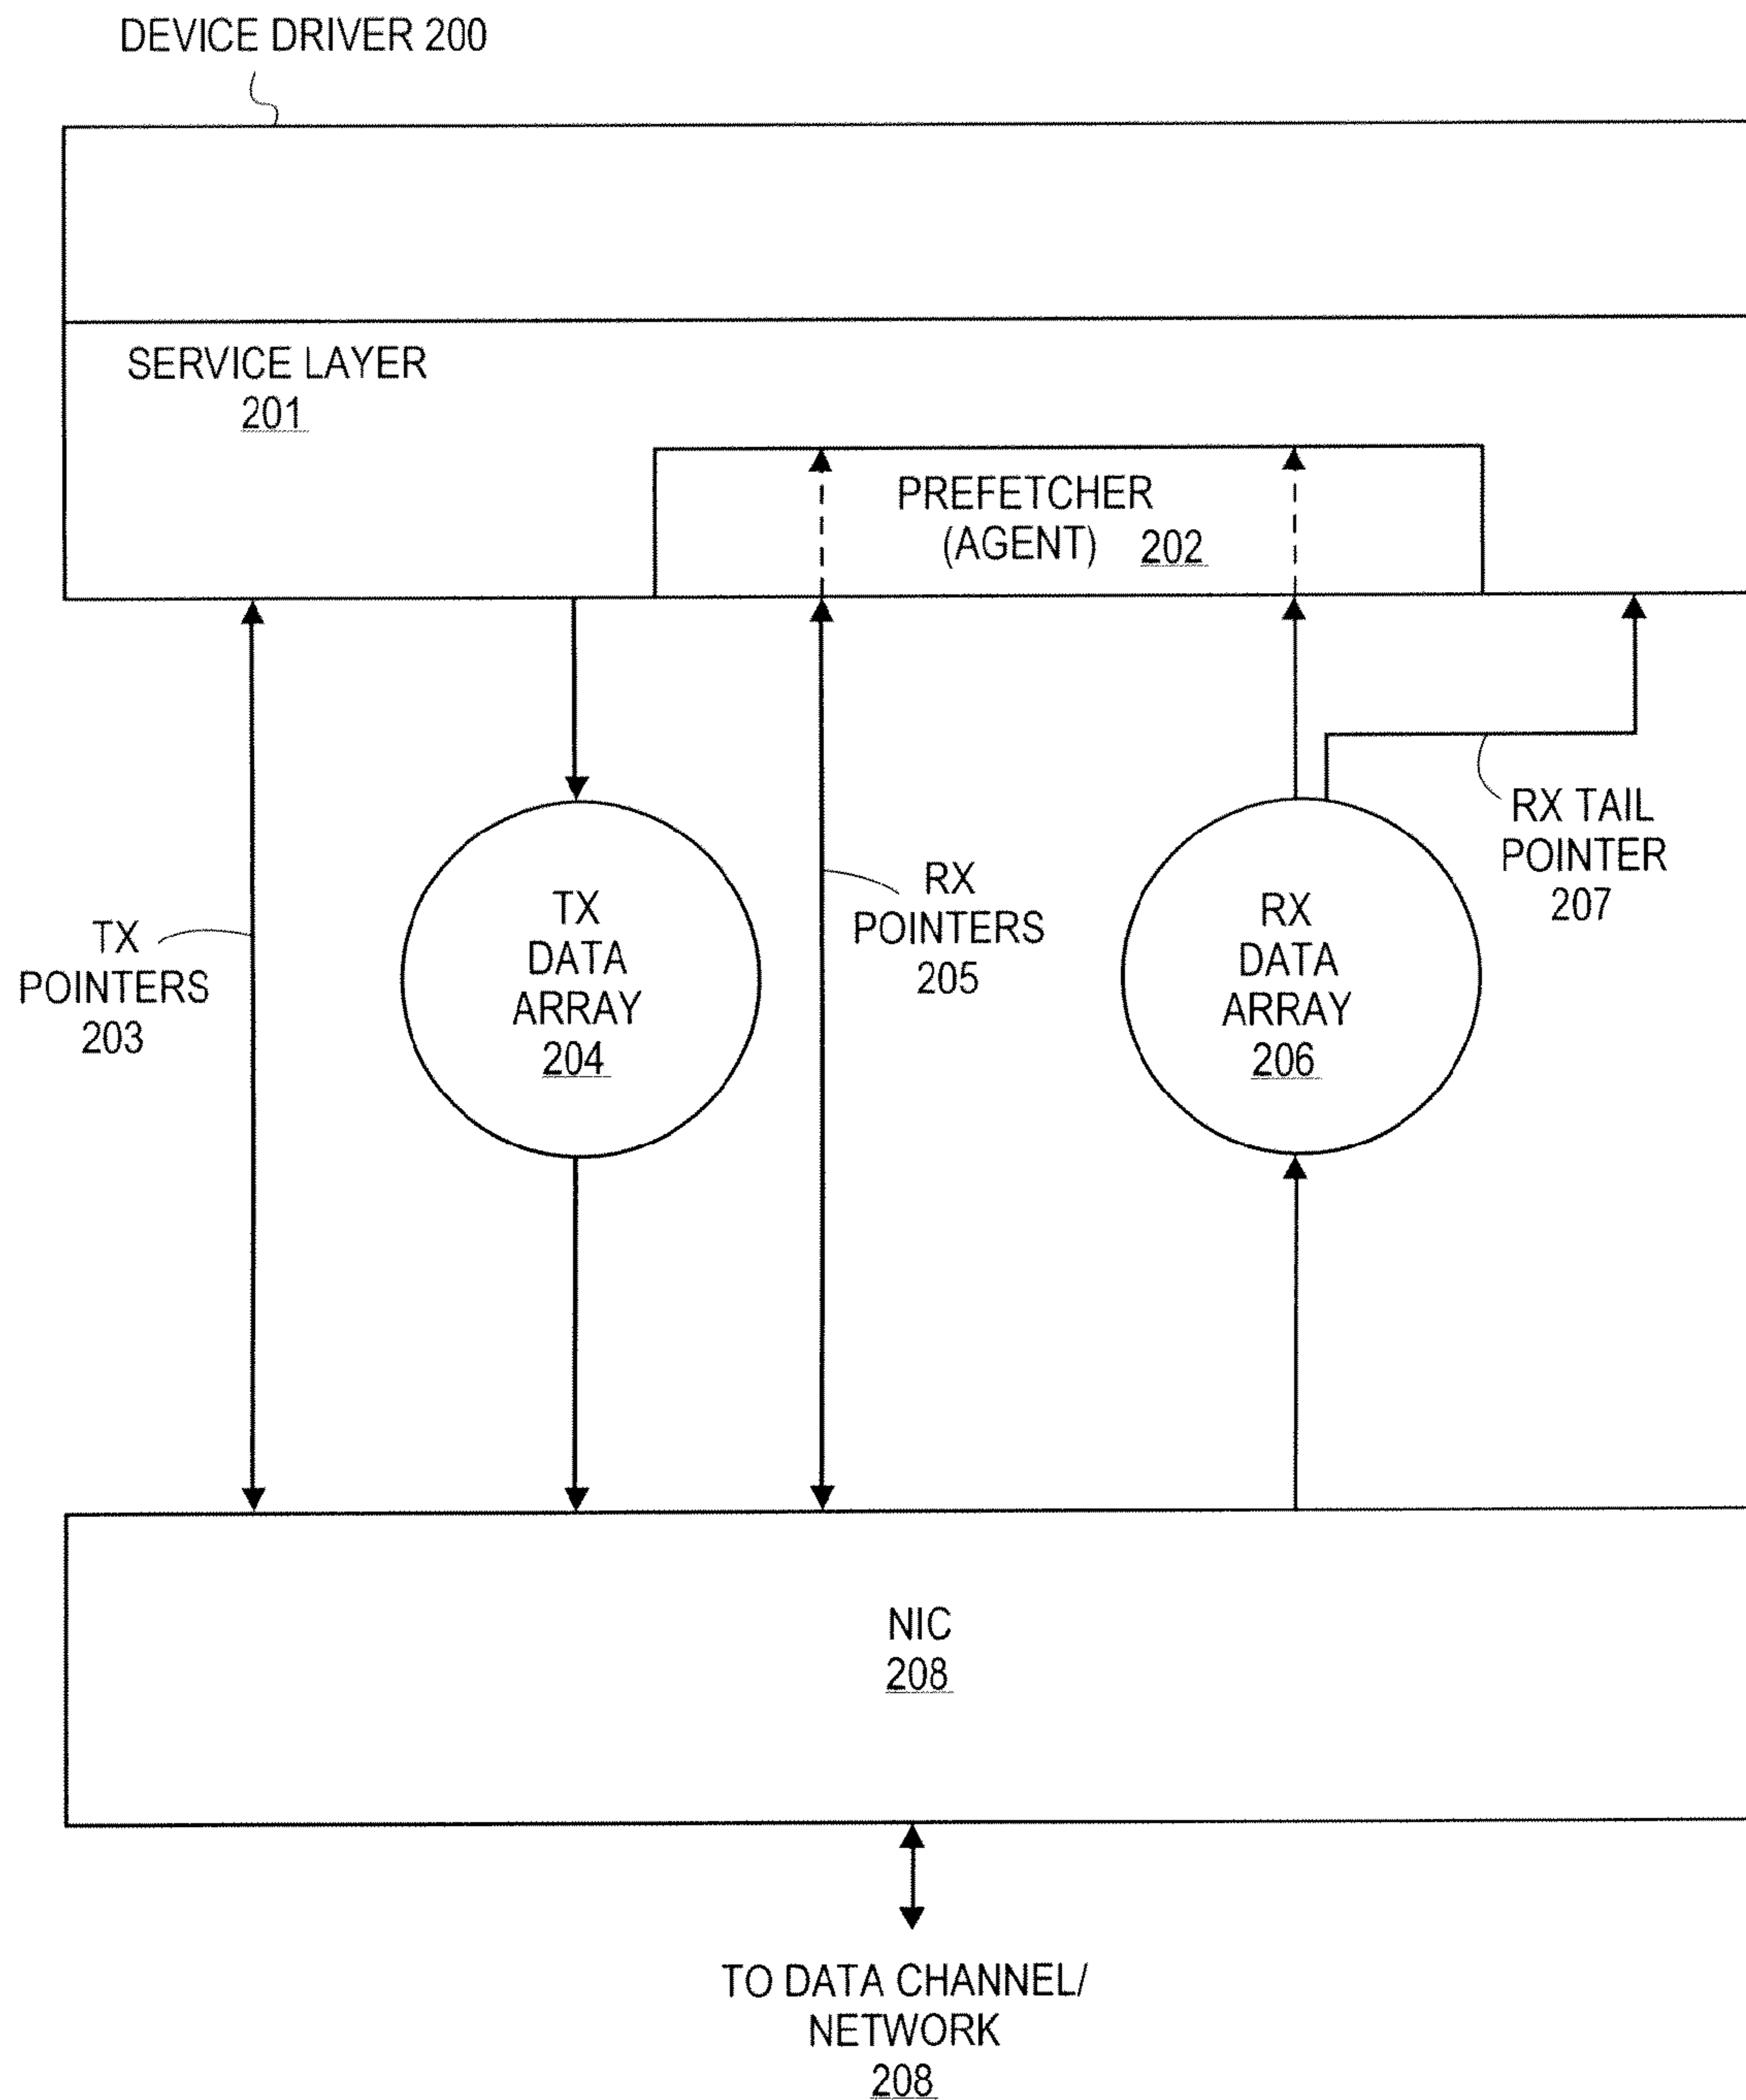 DEVICE DRIVER 200
SERVICE LAYER
201
PREFETCHER
(AGENT) 202
TX
POINTERS
203
TX
DATA
ARRAY
204
RX
POINTERS
205
RX
DATA
ARRAY
206
RX TAIL
POINTER
207
NIC
208
TO DATA CHANNEL/
NETWORK
208